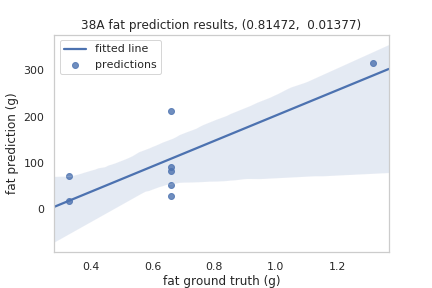 38A fat prediction results, (0.81472,  0.01377)
fitted line
predictions
300
200
100
0
fat prediction (g)
0.4 0.6 0.8 1.0 1.2
fat ground truth (g)